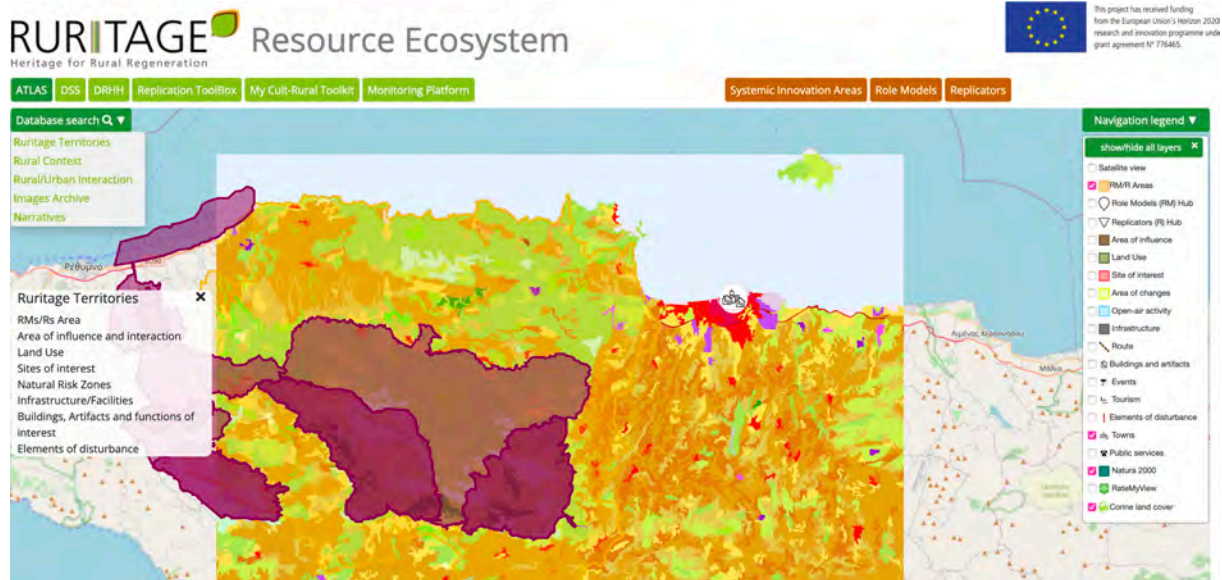 RURITAGE Resource Ecosystem
Heritage for Rural Regeneration
This project has received funding
from the European Union's Horizon 2020
research and innovation programme unde
grant agreement N° 776465.
ATLAS DSS DRHH Replication ToolBox My Cult-Rural Toolkit Monitoring Platform Systemic Innovation Areas Role Models Replicators
Database search ▼
Ruritage Territories
Rural Context
Rural/Urban Interaction
Images Archive
Narratives
Navigation legend ▼
show/hide all layers ×
Satellite view
RM/R Areas
Role Models (RM) Hub
Replicators (R) Hub
Area of influence
Land Use
Site of interest
Area of changes
Open-air activity
Infrastructure
Route
Buildings and artifacts
Events
Tourism
Elements of disturbance
Towns
Public services
Natura 2000
RateMyView
Corine land cover
Ρέθυμνο
Ruritage Territories ×
RMs/Rs Area
Area of influence and interaction
Land Use
Sites of interest
Natural Risk Zones
Infrastructure/Facilities
Buildings, Artifacts and functions of
interest
Elements of disturbance
Λιμένας Χερσονήσου
Μάλια